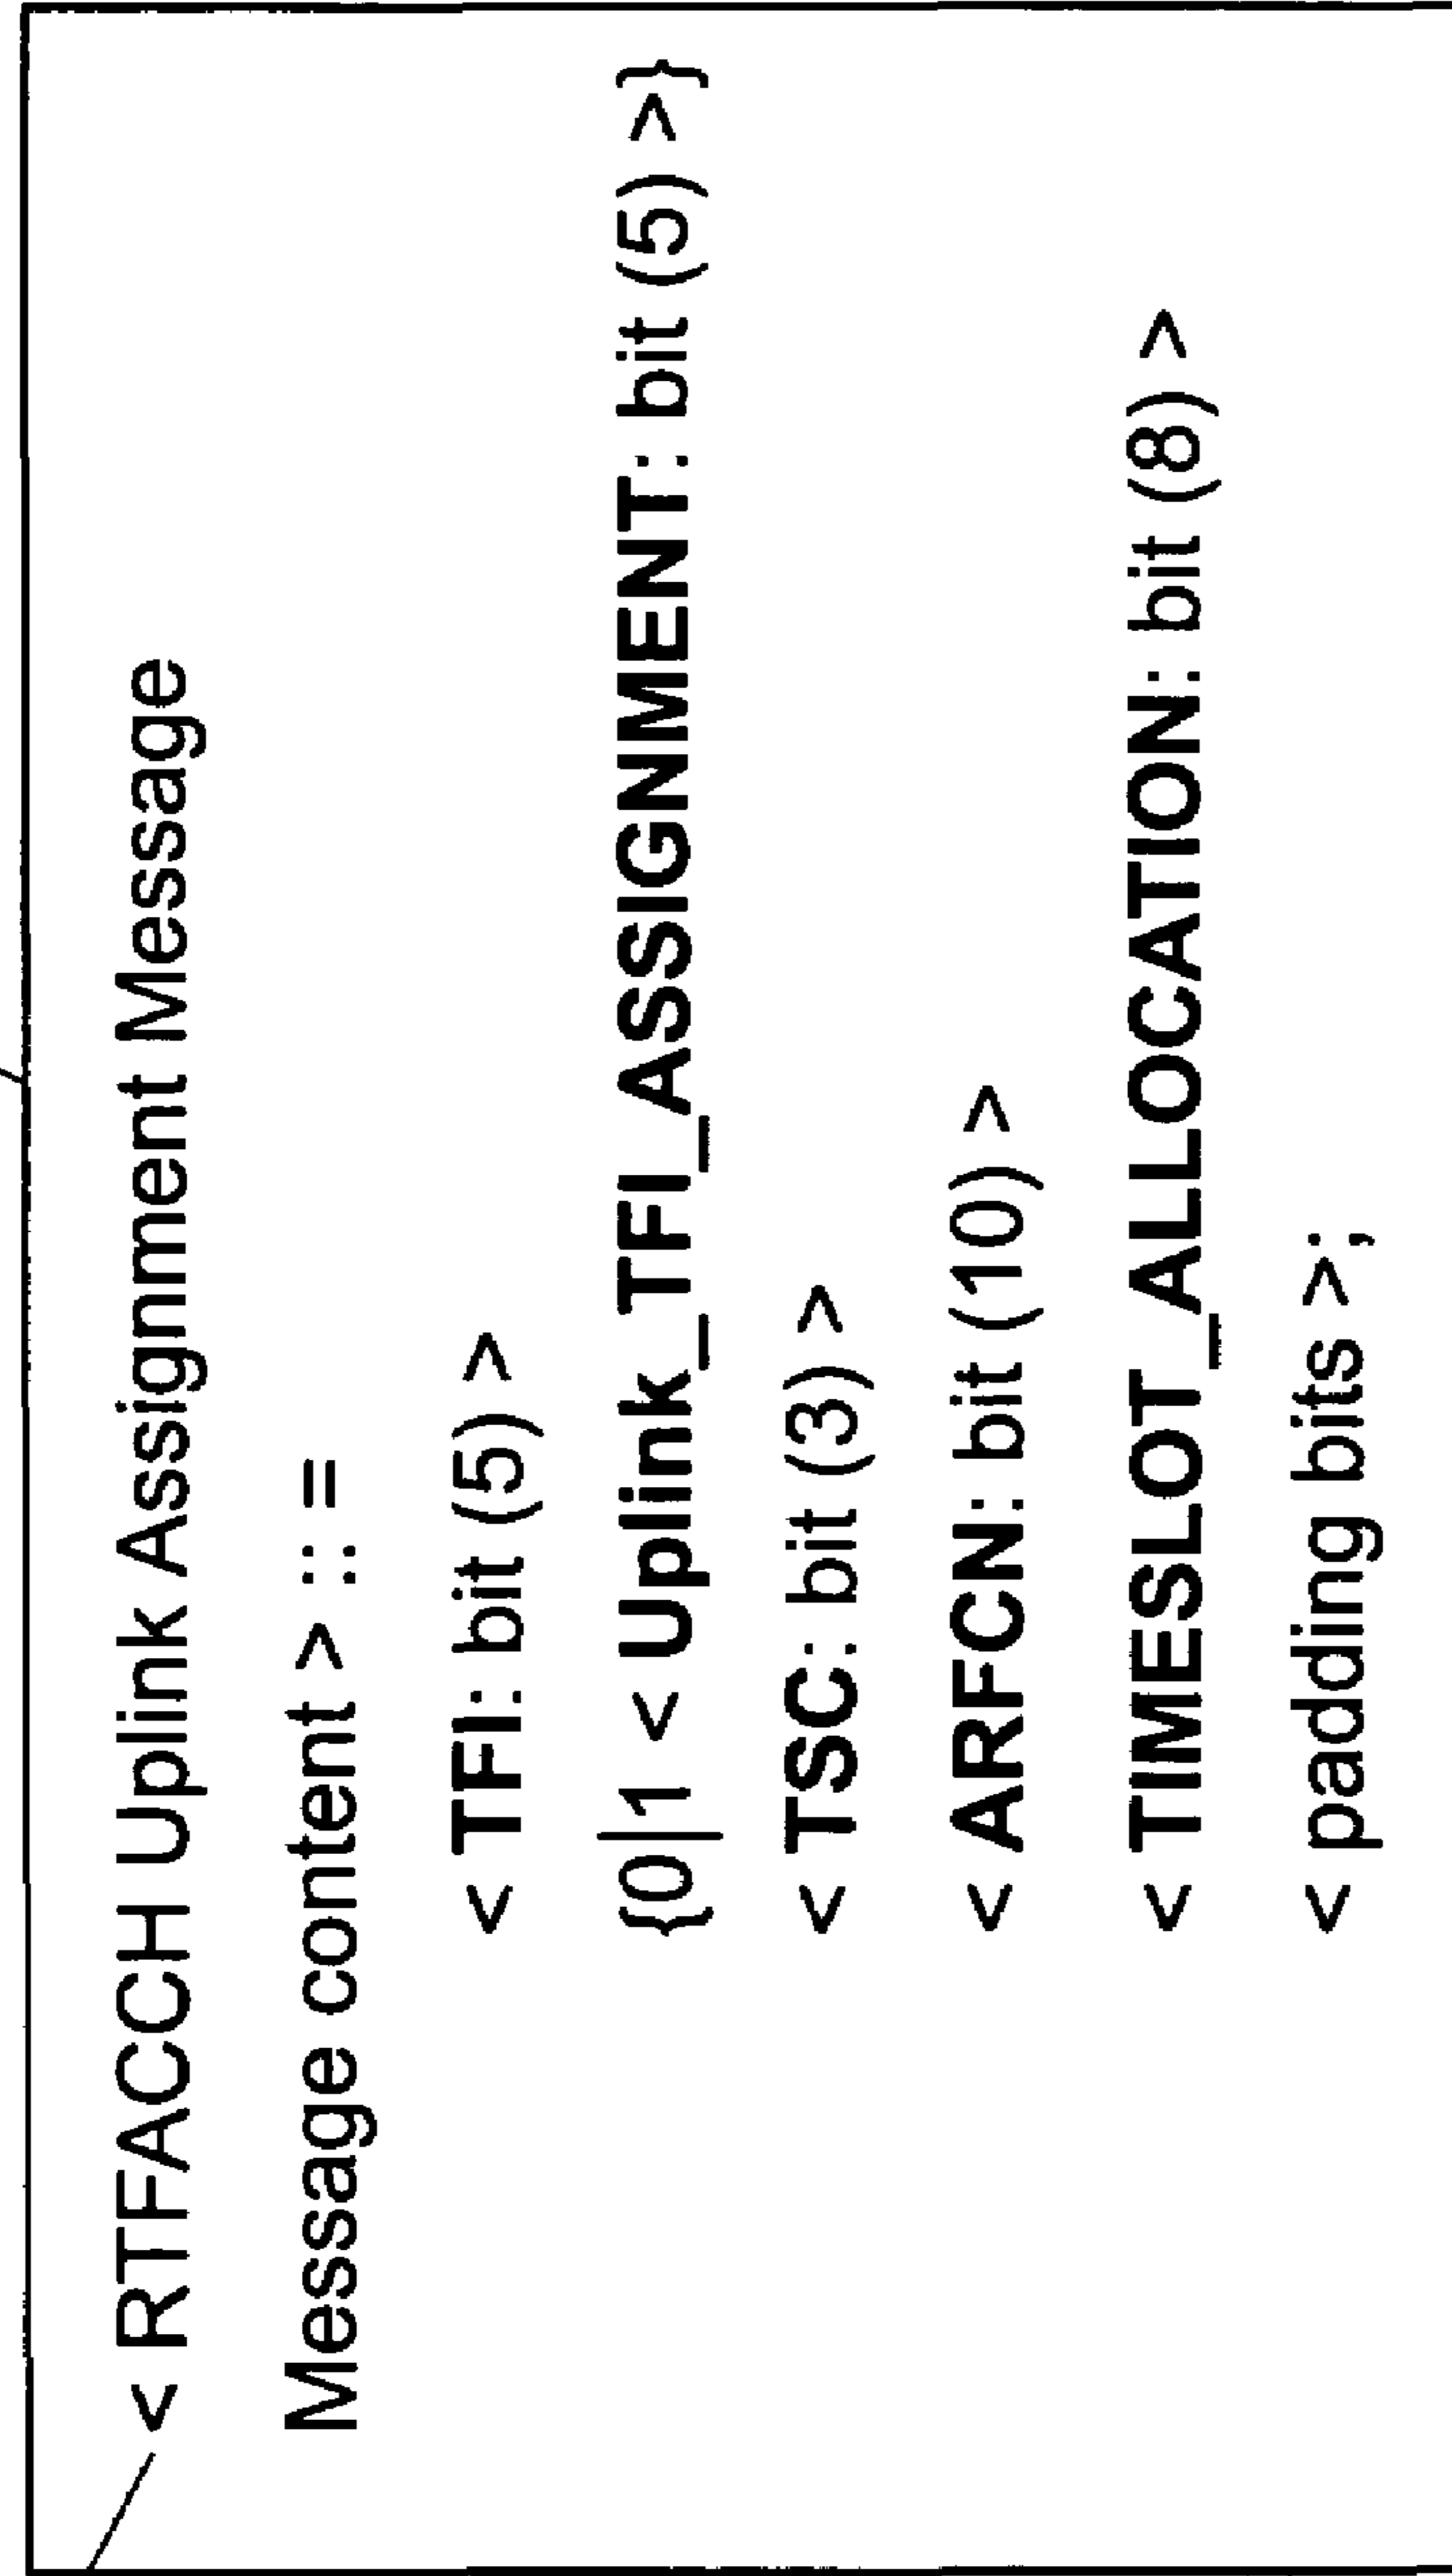 < RTFACCH Uplink Assignment Message
Message content > :: =
< TFI: bit (5) >
{0|1 < Uplink_TFI_ASSIGNMENT: bit (5) >}
< TSC: bit (3) >
< ARFCN: bit (10) >
< TIMESLOT_ALLOCATION: bit (8) >
< padding bits >;